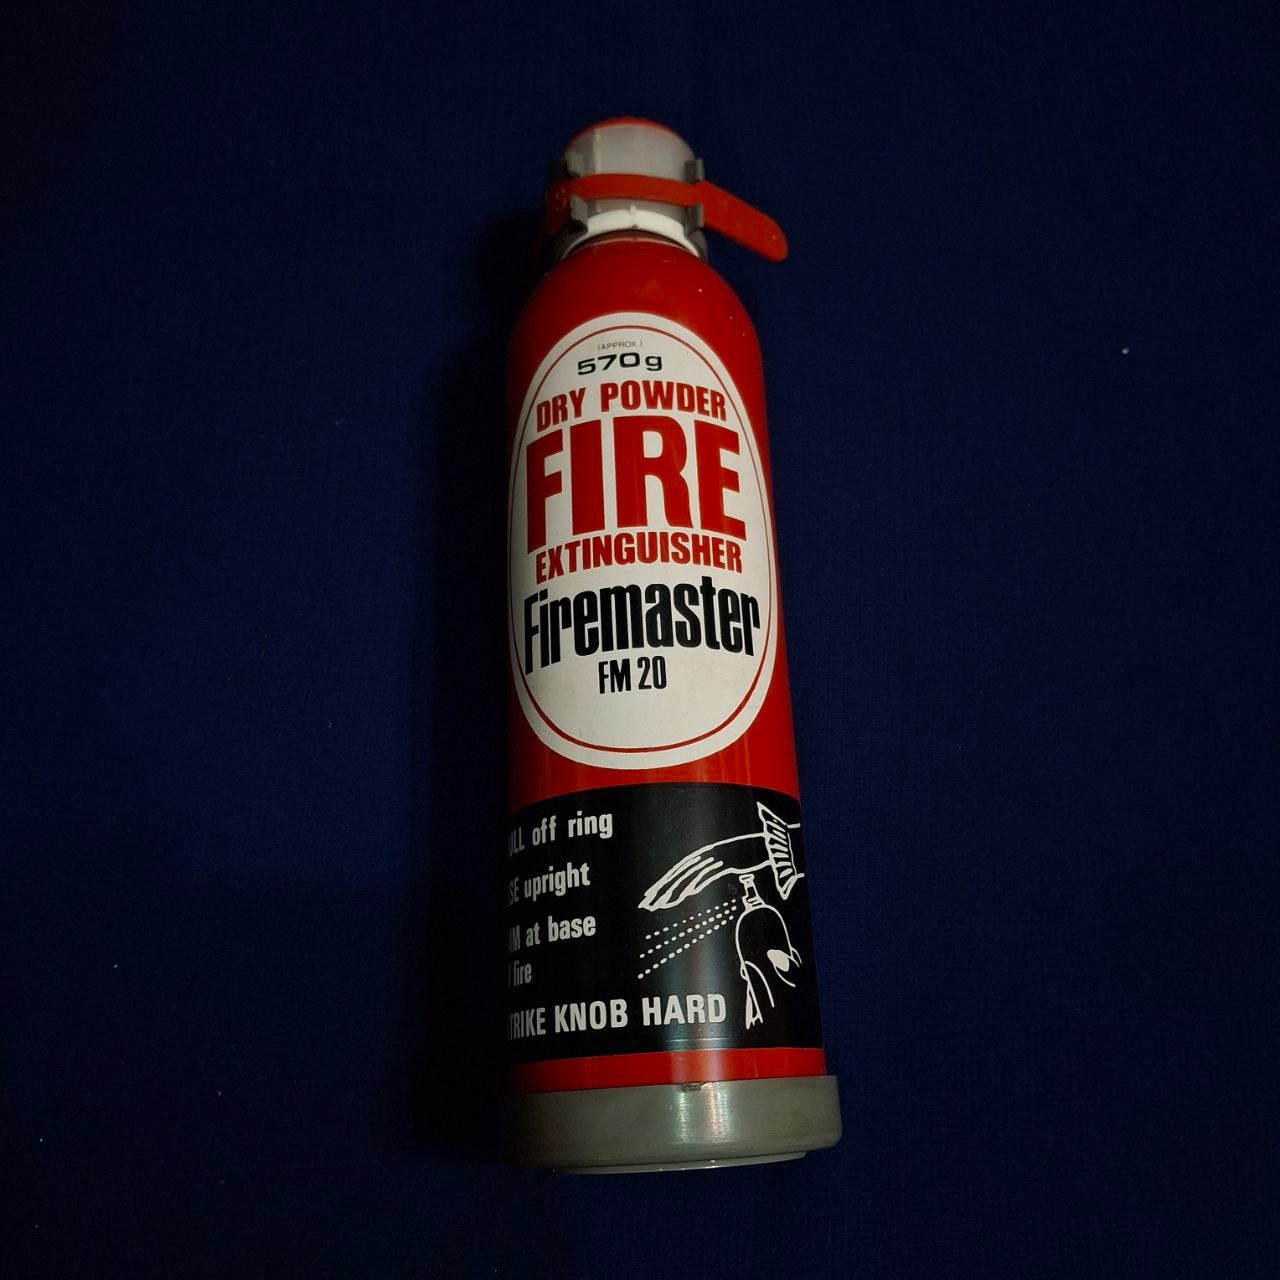 (APPROX.)
570g
DRY POWDER
FIRE
EXTINGUISHER
Firemaster
FM 20
off ring
upright
at base
fire
KNOB HARD